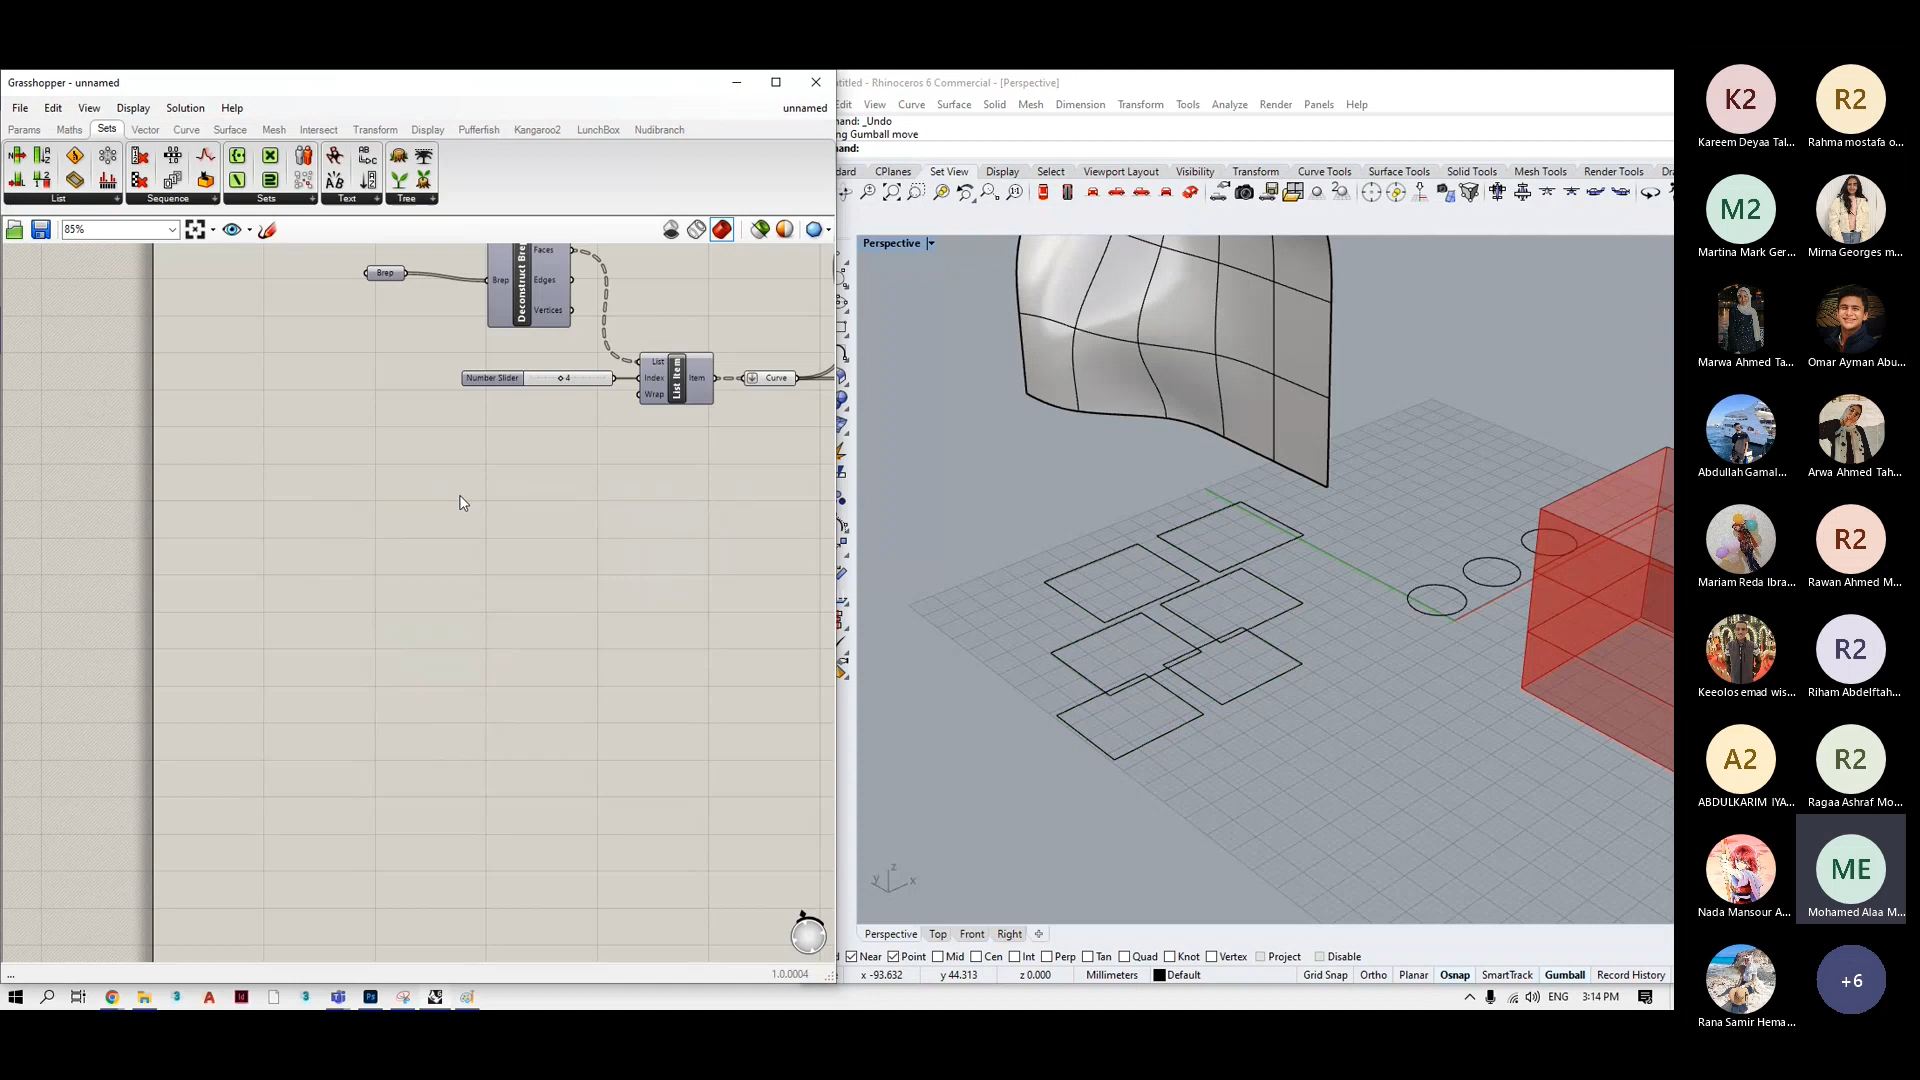 Grasshopper - unnamed
File Edit View Display Solution Help unnamed
Params Maths Sets Vector Curve Surface Mesh Intersect Transform Display Pufferfish Kangaroo2 LunchBox Nudibranch
List Sequence Sets Text Tree
85%
Brep
Deconstruct Brep
Brep
Faces
Edges
Vertices
Number Slider 4
List
Index
Wrap
List Item
Item
Curve
...
1.0.0004
titled - Rhinoceros 6 Commercial - [Perspective]
dit View Curve Surface Solid Mesh Dimension Transform Tools Analyze Render Panels Help
mand: _Undo
ng Gumball move
mand:
dard CPlanes Set View Display Select Viewport Layout Visibility Transform Curve Tools Surface Tools Solid Tools Mesh Tools Render Tools Dra
Perspective
z
y x
Perspective Top Front Right
d Near Point Mid Cen Int Perp Tan Quad Knot Vertex Project Disable
x -93.632 y 44.313 z 0.000 Millimeters Default Grid Snap Ortho Planar Osnap SmartTrack Gumball Record History
ENG 3:14 PM
K2 R2
Kareem Deyaa Tal... Rahma mostafa o...
M2
Martina Mark Ger... Mirna Georges m...
Marwa Ahmed Ta... Omar Ayman Abu...
Abdullah Gamal... Arwa Ahmed Tah...
R2
Mariam Reda Ibra... Rawan Ahmed M...
R2
Keeolos emad wis... Riham Abdelftah...
A2 R2
ABDULKARIM IYA... Ragaa Ashraf Mo...
ME
Nada Mansour A... Mohamed Alaa M...
+6
Rana Samir Hema...